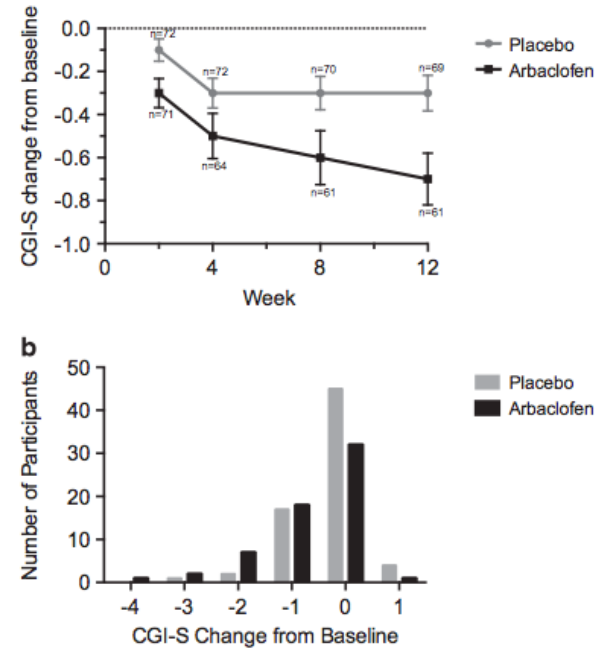 CGI-S change from baseline
0.0
-0.2
-0.4
-0.6
-0.8
-1.0
n=72
n=72
n=70
n=69
n=71
n=64
n=61
n=61
0
4
8
12
Week
Placebo
Arbaclofen
b
Number of Participants
50
40
30
20
10
0
-4
-3
-2
-1
0
1
CGI-S Change from Baseline
Placebo
Arbaclofen